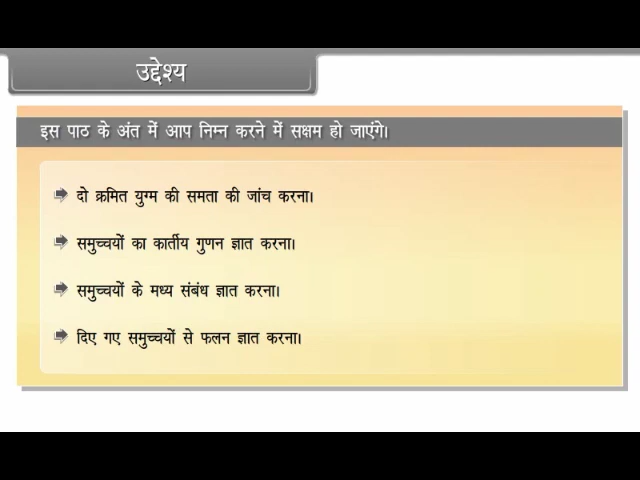 उद्देश्य
इस पाठ के अंत में आप निम्न करने में सक्षम हो जाएंगे।
दो क्रमित युग्म की समता की जांच करना।
समुच्चयों का कार्तीय गुणन ज्ञात करना।
समुच्चयों के मध्य संबंध ज्ञात करना।
दिए गए समुच्चयों से फलन ज्ञात करना।